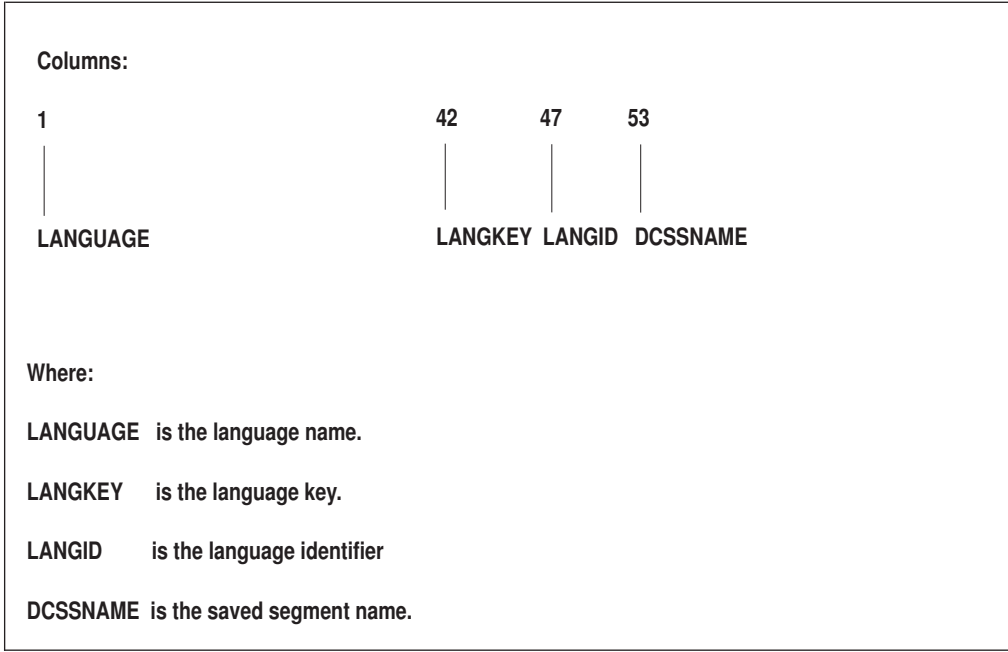 Columns:
1 42 47 53
LANGUAGE LANGKEY LANGID DCSSNAME
Where:
LANGUAGE is the language name.
LANGKEY is the language key.
LANGID is the language identifier
DCSSNAME is the saved segment name.